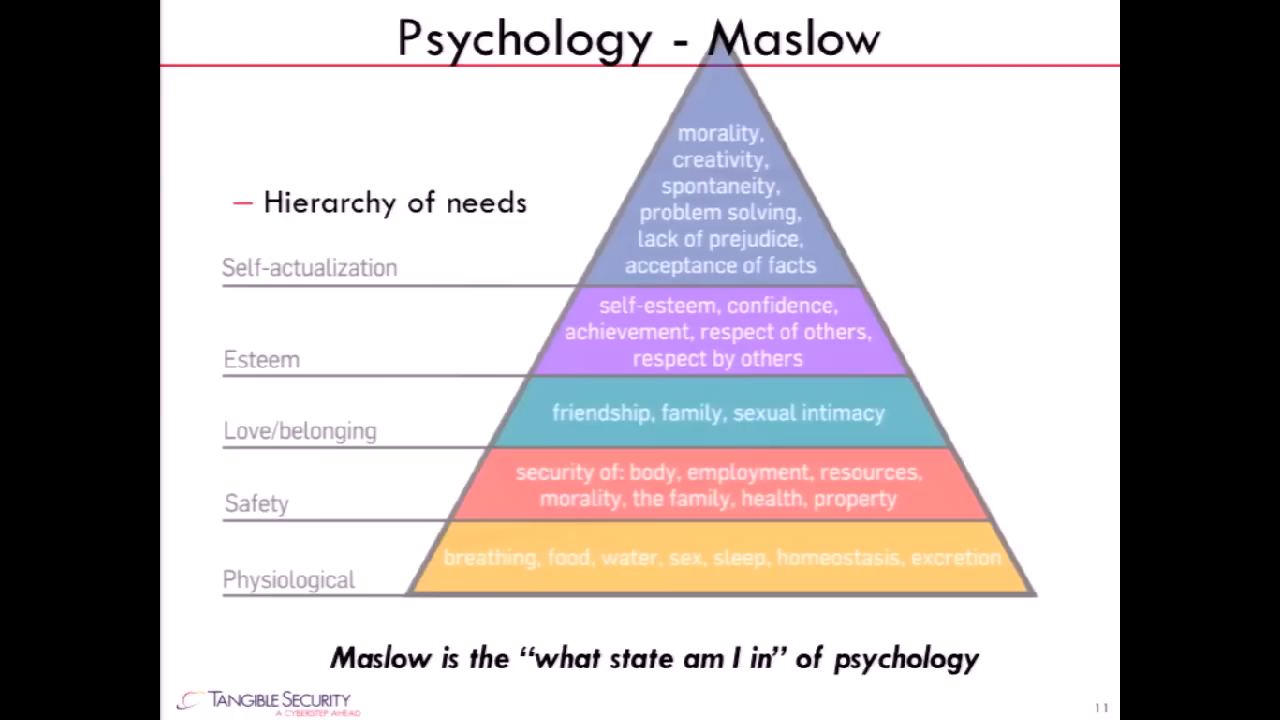 Psychology - Maslow
– Hierarchy of needs
morality,
creativity,
spontaneity,
problem solving,
lack of prejudice,
acceptance of facts
Self-actualization
self-esteem, confidence,
achievement, respect of others,
respect by others
Esteem
friendship, family, sexual intimacy
Love/belonging
security of: body, employment, resources,
morality, the family, health, property
Safety
breathing, food, water, sex, sleep, homeostasis, excretion
Physiological
Maslow is the “what state am I in” of psychology
TANGIBLE SECURITY
A CYBERSTEP AHEAD
11